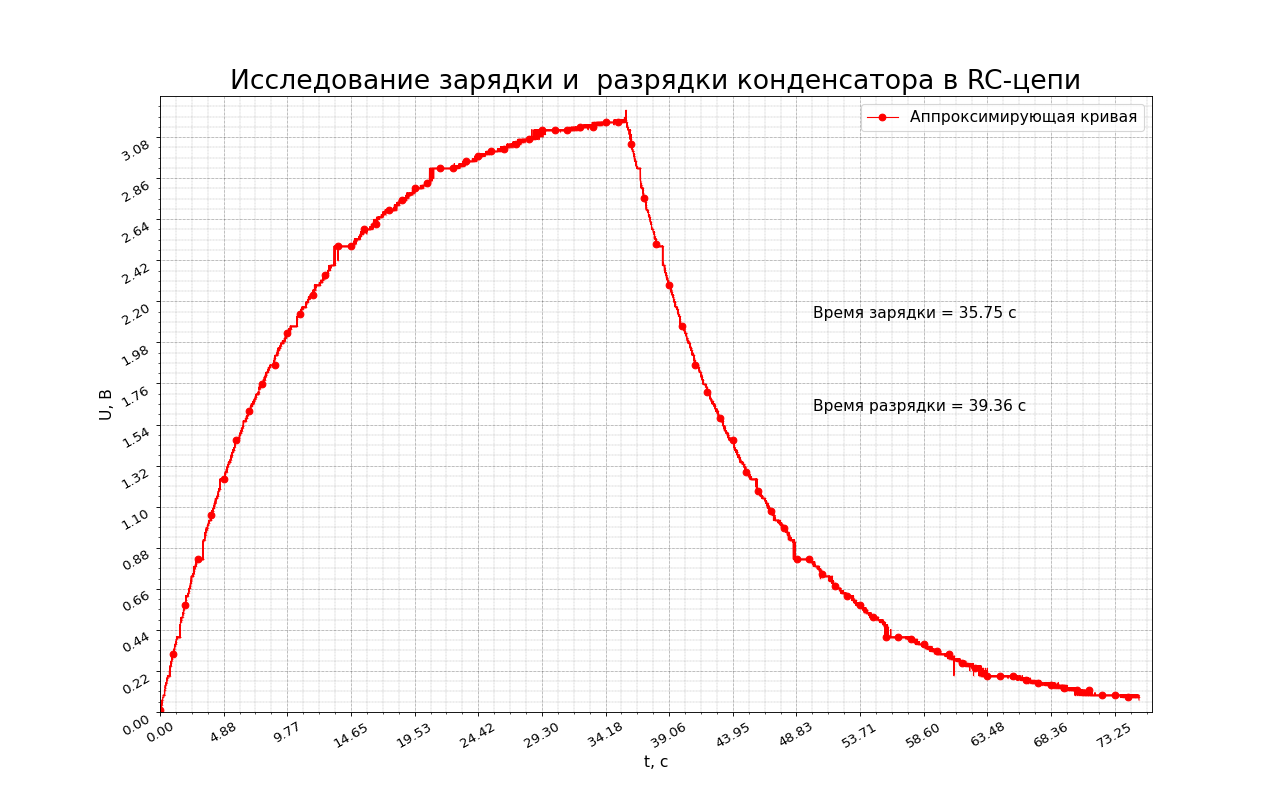 Исследование зарядки и  разрядки конденсатора в RC-цепи
Аппроксимирующая кривая
3.08
2.86
2.64
2.42
2.20
1.98
1.76
1.54
1.32
1.10
0.88
0.66
0.44
0.22
0.00
U, В
Время зарядки = 35.75 с
Время разрядки = 39.36 с
0.00 4.88 9.77 14.65 19.53 24.42 29.30 34.18 39.06 43.95 48.83 53.71 58.60 63.48 68.36 73.25
t, с